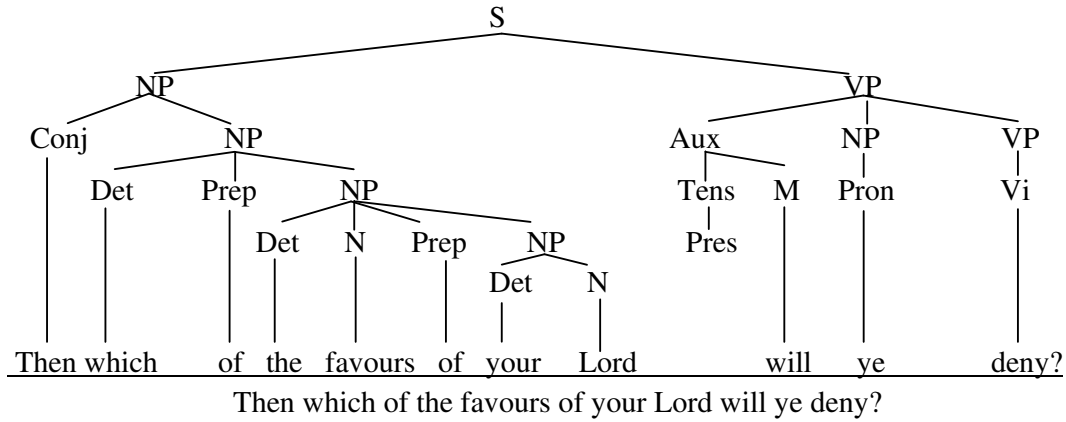 S
NP VP
Conj NP Aux NP VP
Det Prep NP Tens M Pron Vi
Det N Prep NP Pres
Det N
Then which of the favours of your Lord will ye deny?
Then which of the favours of your Lord will ye deny?